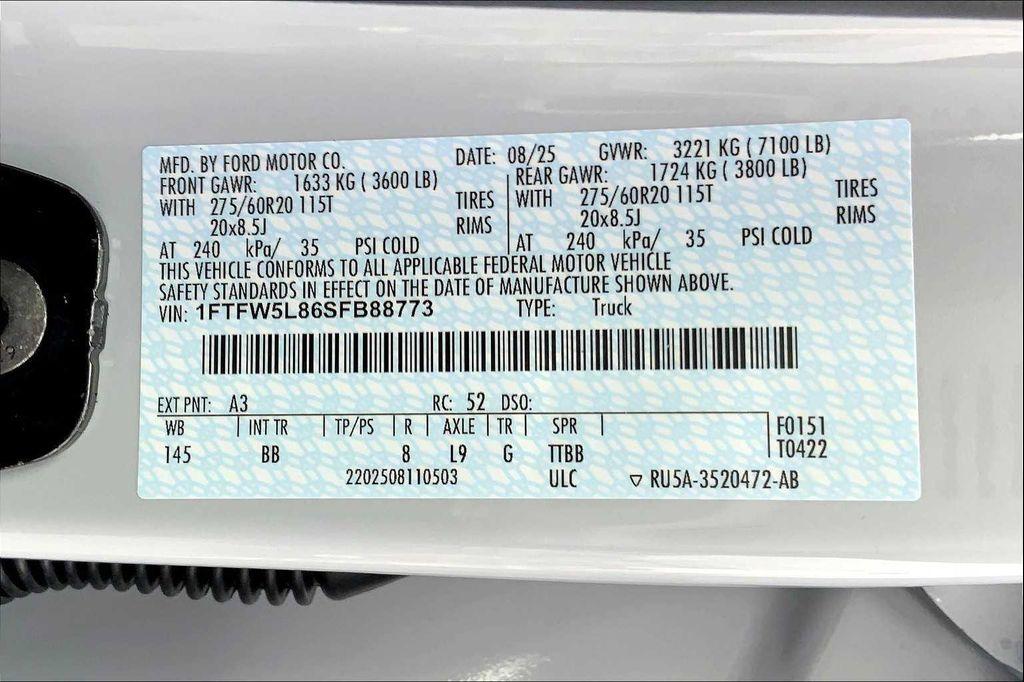 MFD. BY FORD MOTOR CO. DATE: 08/25 GVWR: 3221 KG ( 7100 LB)
FRONT GAWR: 1633 KG ( 3600 LB) REAR GAWR: 1724 KG ( 3800 LB)
WITH 275/60R20 115T TIRES WITH 275/60R20 115T TIRES
20x8.5J RIMS 20x8.5J RIMS
AT 240 kPa/ 35 PSI COLD AT 240 kPa/ 35 PSI COLD
THIS VEHICLE CONFORMS TO ALL APPLICABLE FEDERAL MOTOR VEHICLE
SAFETY STANDARDS IN EFFECT ON THE DATE OF MANUFACTURE SHOWN ABOVE.
VIN: 1FTFW5L86SFB88773 TYPE: Truck
EXT PNT: A3 RC: 52 DSO:
WB INT TR TP/PS R AXLE TR SPR F0151
145 BB 8 L9 G TTBB T0422
2202508110503 ULC ▽ RU5A-3520472-AB